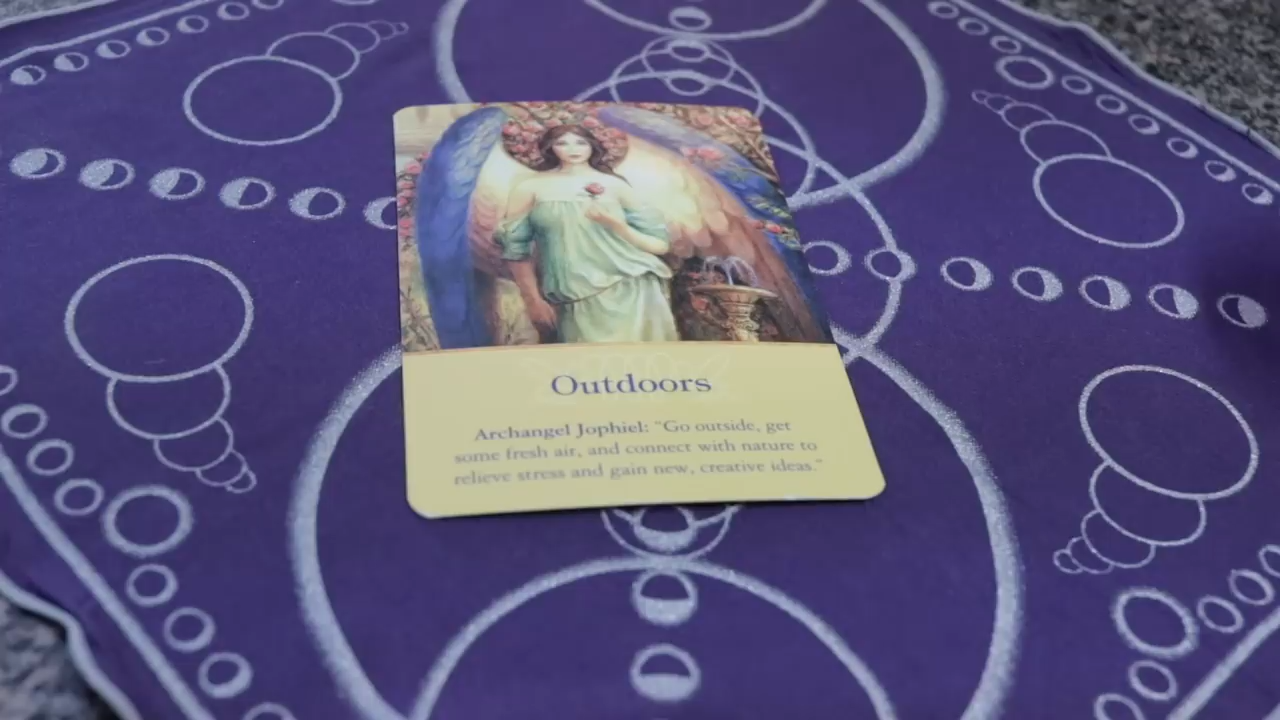 Outdoors
Archangel Jophiel: "Go outside, get
some fresh air, and connect with nature to
relieve stress and gain new, creative ideas."